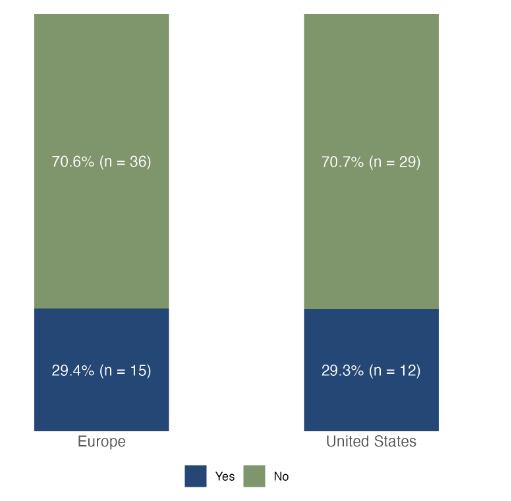 70.6% (n = 36)
70.7% (n = 29)
29.4% (n = 15)
29.3% (n = 12)
Europe
United States
Yes
No